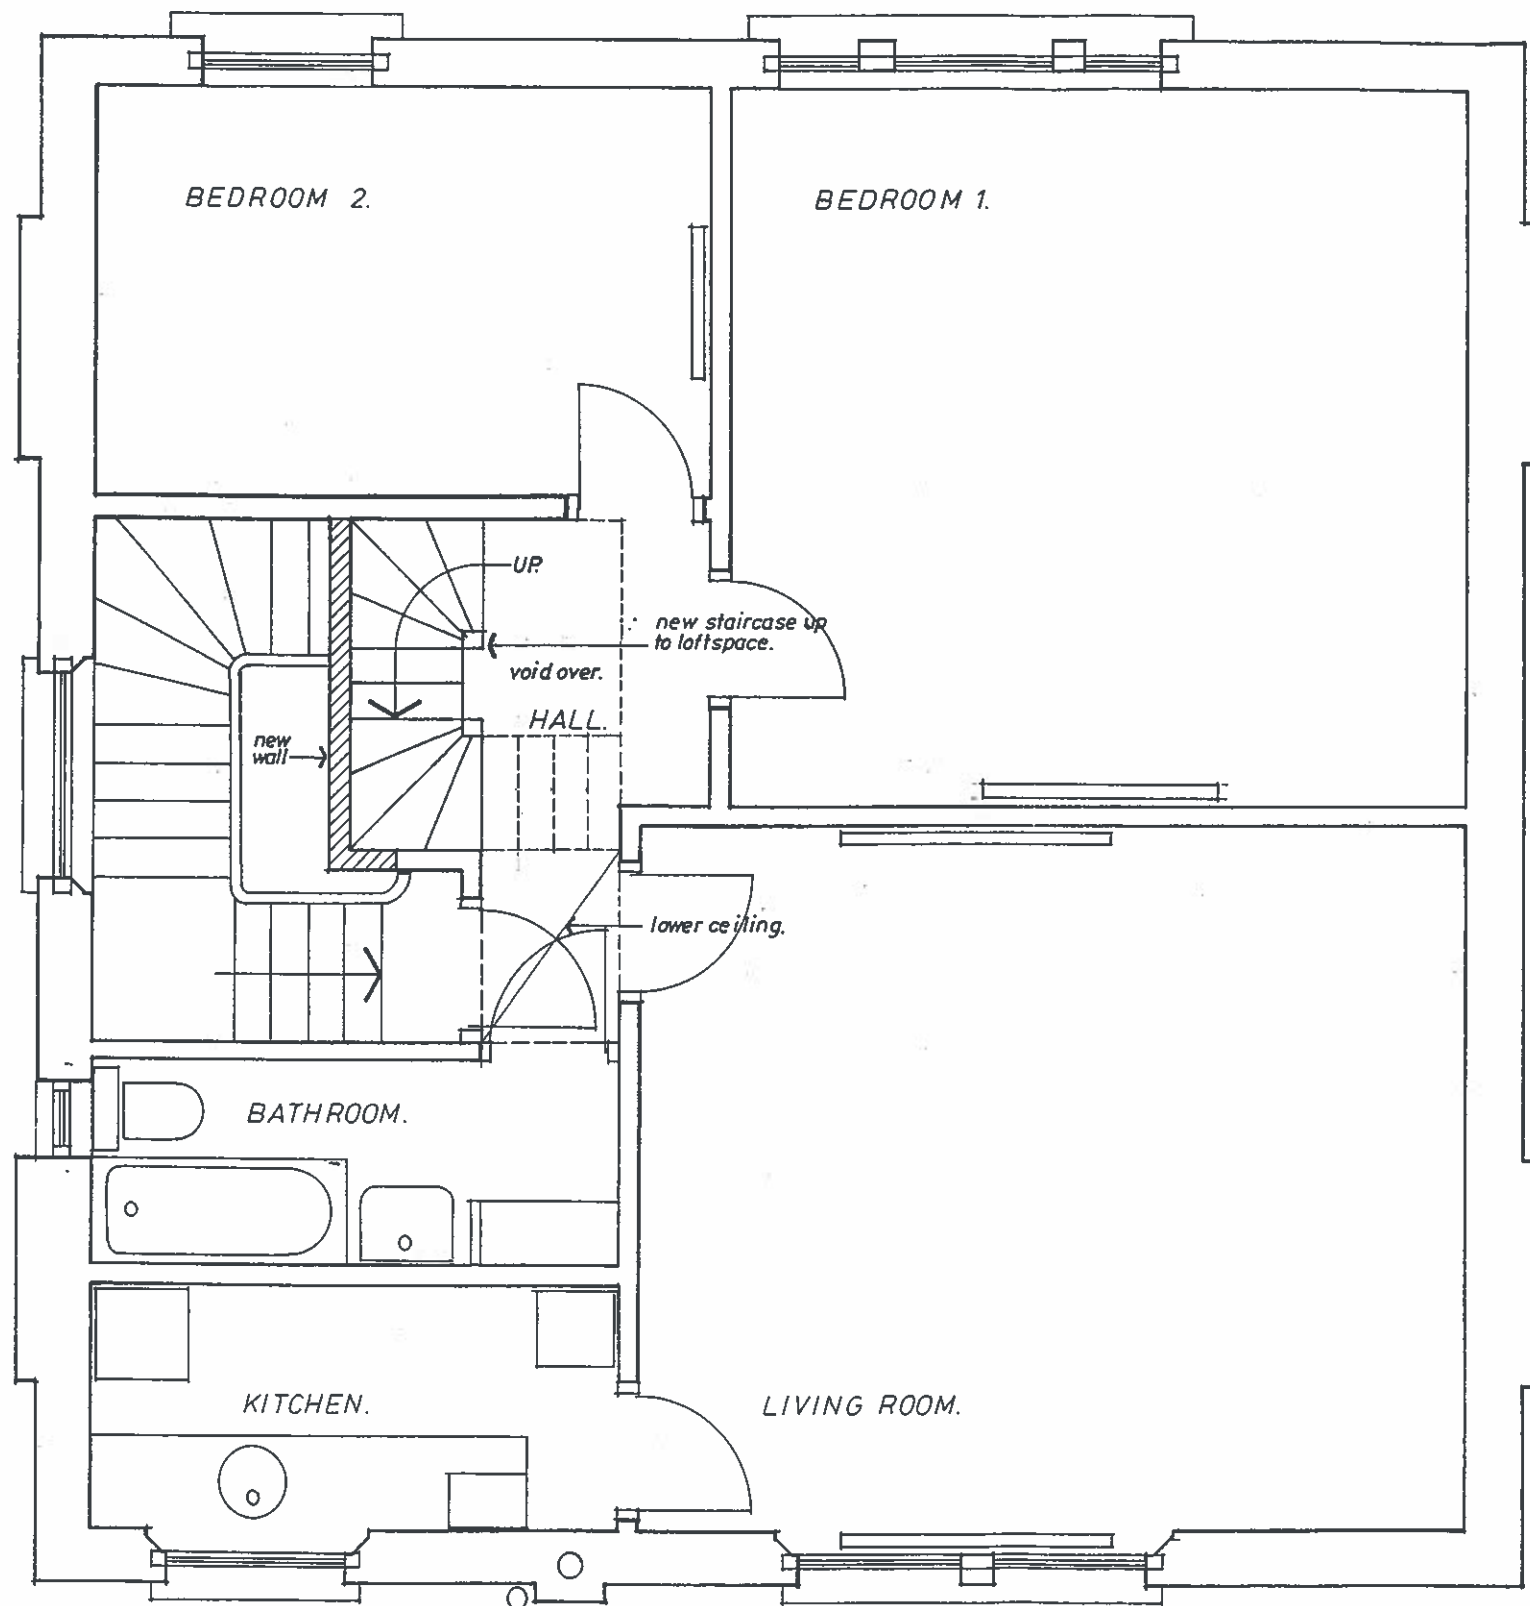 BEDROOM 2.
BEDROOM 1.
UP.
new staircase up
to loftspace.
void over.
HALL.
new
wall
lower ceiling.
BATHROOM.
KITCHEN.
LIVING ROOM.